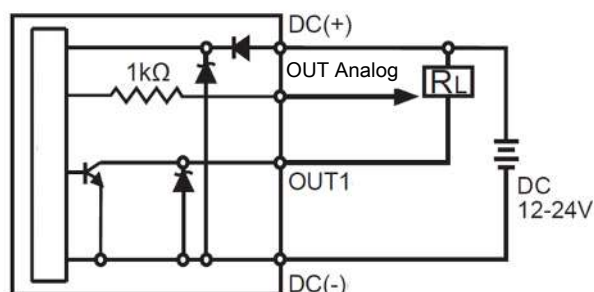 DC(+)
1kΩ
OUT Analog
RL
OUT1
DC
12-24V
DC(-)